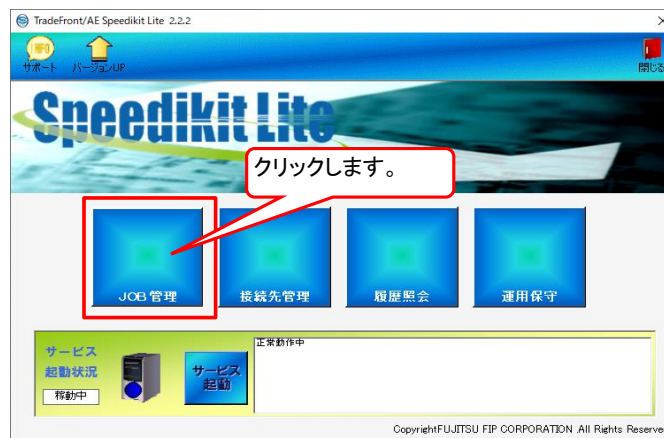 TradeFront/AE Speedikit Lite 2.2.2
INFO
サポート
バージョンUP
閉じる
Speedikit Lite
クリックします。
JOB管理
接続先管理
履歴照会
運用保守
サービス
起動状況
稼動中
サービス
起動
正常動作中
CopyrightFUJITSU FIP CORPORATION .All Rights Reserve